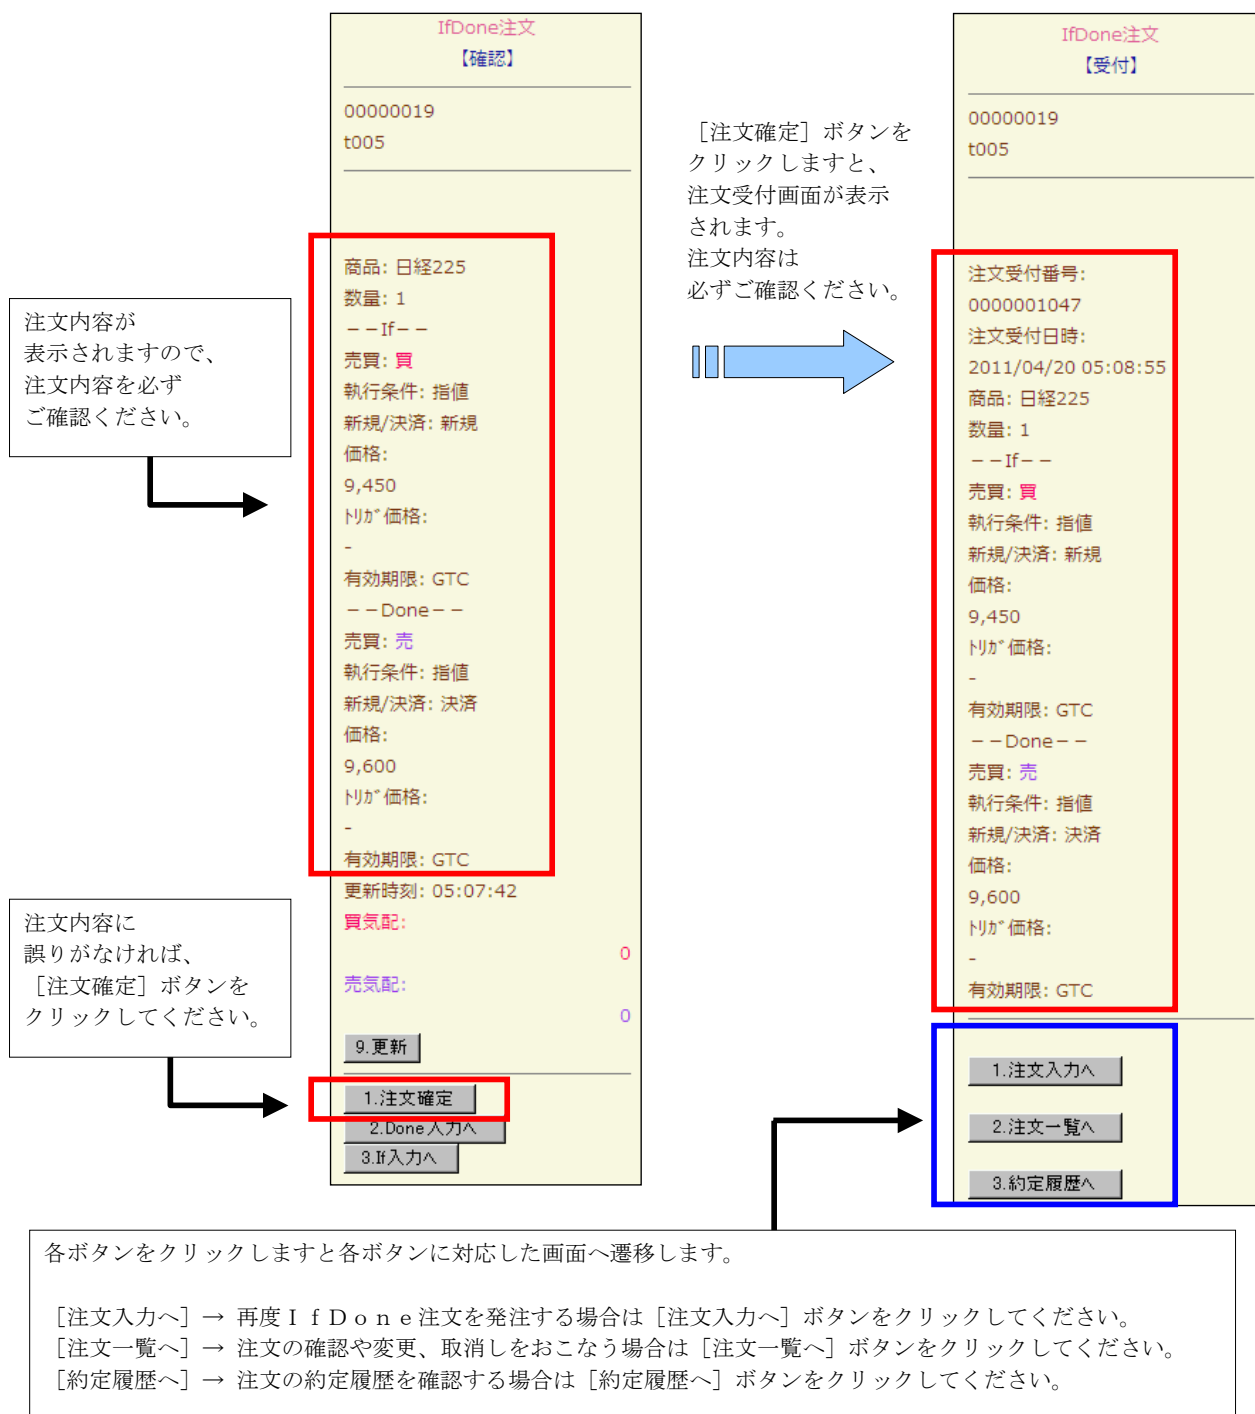 IfDone注文
【確認】
00000019
t005
商品: 日経225
数量: 1
－－If－－
売買: 買
執行条件: 指値
新規/決済: 新規
価格:
9,450
ﾄﾘｶﾞ価格:
-
有効期限: GTC
－－Done－－
売買: 売
執行条件: 指値
新規/決済: 決済
価格:
9,600
ﾄﾘｶﾞ価格:
-
有効期限: GTC
更新時刻: 05:07:42
買気配:
0
売気配:
0
9.更新
1.注文確定
2.Done入力へ
3.If入力へ
注文内容が
表示されますので、
注文内容を必ず
ご確認ください。
注文内容に
誤りがなければ、
［注文確定］ボタンを
クリックしてください。
［注文確定］ボタンを
クリックしますと、
注文受付画面が表示
されます。
注文内容は
必ずご確認ください。
IfDone注文
【受付】
00000019
t005
注文受付番号:
0000001047
注文受付日時:
2011/04/20 05:08:55
商品: 日経225
数量: 1
－－If－－
売買: 買
執行条件: 指値
新規/決済: 新規
価格:
9,450
ﾄﾘｶﾞ価格:
-
有効期限: GTC
－－Done－－
売買: 売
執行条件: 指値
新規/決済: 決済
価格:
9,600
ﾄﾘｶﾞ価格:
-
有効期限: GTC
1.注文入力へ
2.注文一覧へ
3.約定履歴へ
各ボタンをクリックしますと各ボタンに対応した画面へ遷移します。
［注文入力へ］→ 再度ＩｆＤｏｎｅ注文を発注する場合は［注文入力へ］ボタンをクリックしてください。
［注文一覧へ］→ 注文の確認や変更、取消しをおこなう場合は［注文一覧へ］ボタンをクリックしてください。
［約定履歴へ］→ 注文の約定履歴を確認する場合は［約定履歴へ］ボタンをクリックしてください。